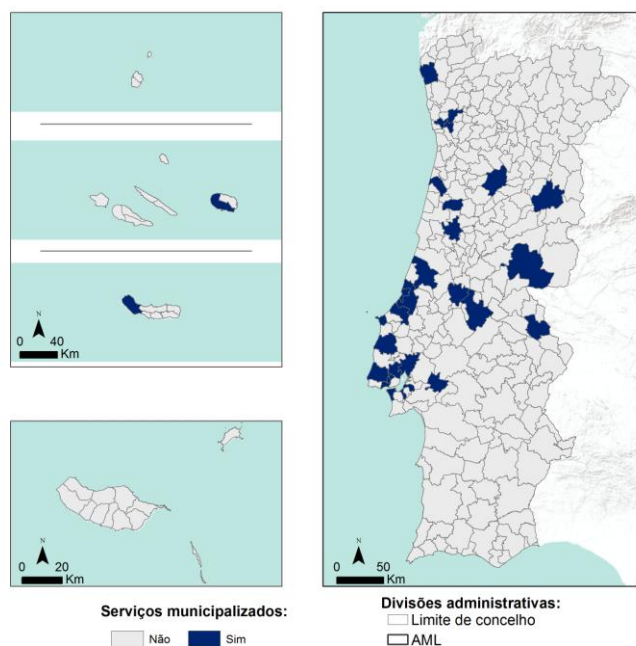 N
0 40
Km
N
0 20
Km
N
0 50
Km
Serviços municipalizados:
Não Sim
Divisões administrativas:
Limite de concelho
AML